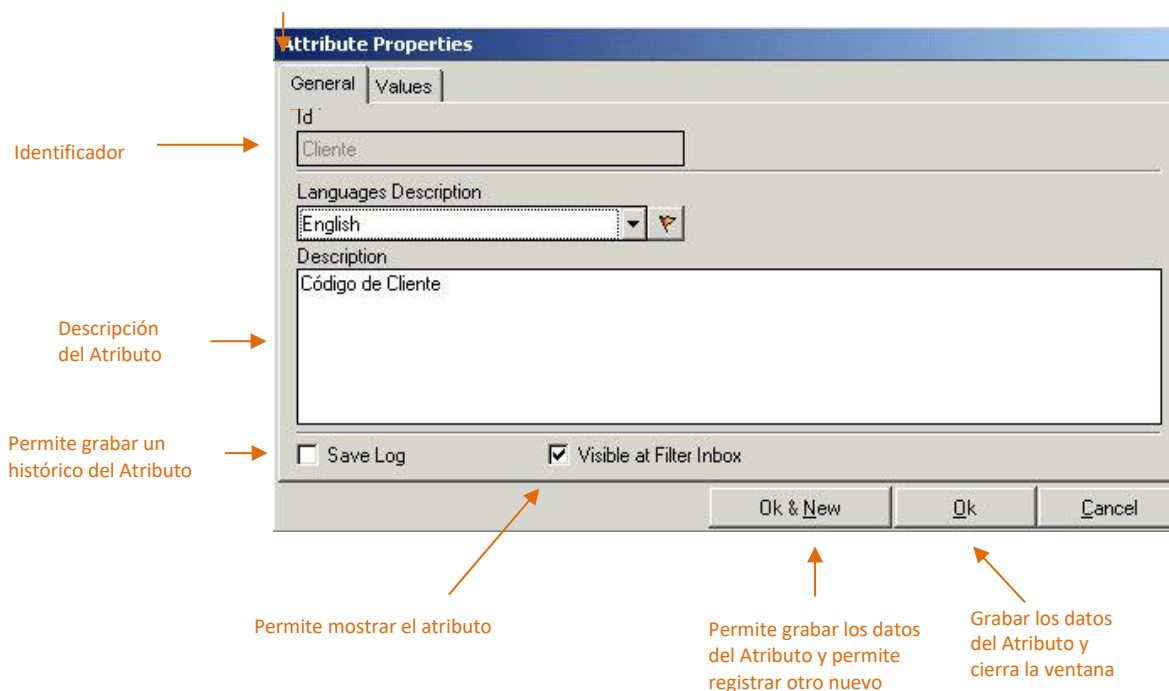 Attribute Properties
General Values
Id
Identificador
Cliente
Languages Description
English
Description
Código de Cliente
Descripción
del Atributo
Permite grabar un
histórico del Atributo
Save Log Visible at Filter Inbox
Ok & New Ok Cancel
Permite mostrar el atributo
Permite grabar los datos
del Atributo y permite
registrar otro nuevo
Grabar los datos
del Atributo y
cierra la ventana